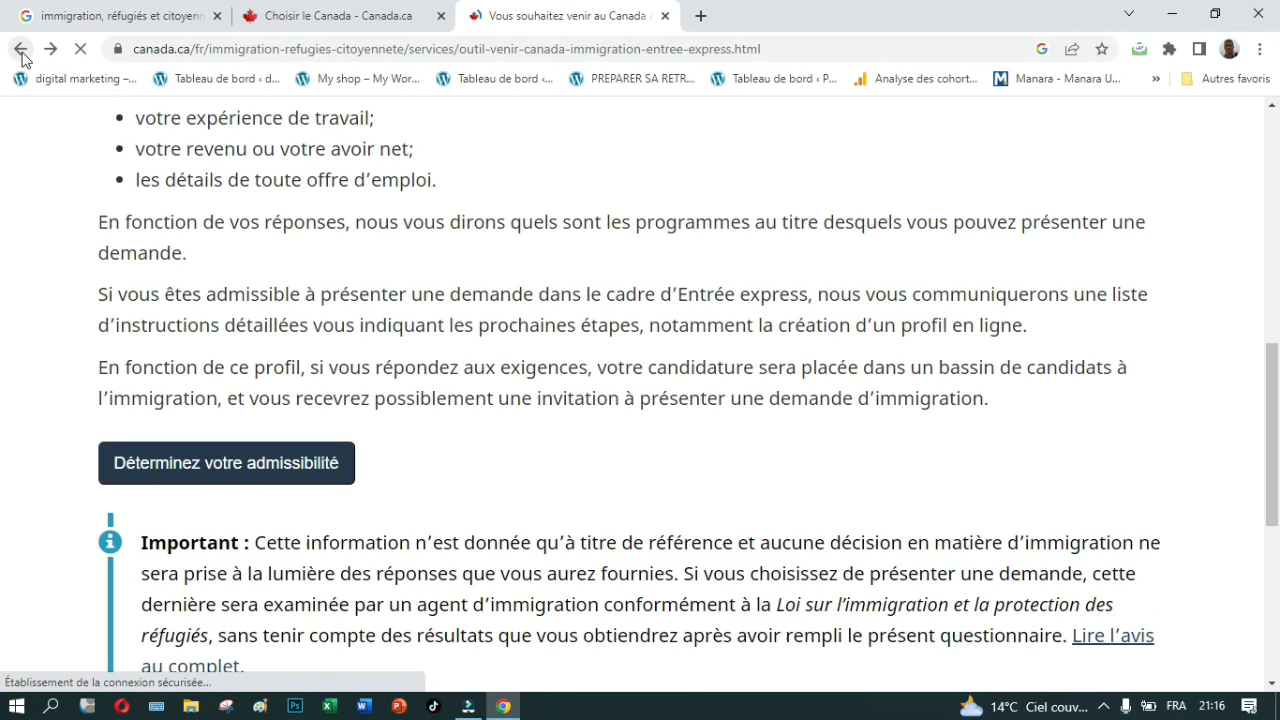 immigration, réfugiés et citoyenn
Choisir le Canada - Canada.ca
Vous souhaitez venir au Canada
canada.ca/fr/immigration-refugies-citoyennete/services/outil-venir-canada-immigration-entree-express.html
digital marketing –...
Tableau de bord ‹ d...
My shop – My Wor...
Tableau de bord ‹...
PREPARER SA RETR...
Tableau de bord ‹ P...
Analyse des cohort...
Manara - Manara U...
»
Autres favoris
• votre expérience de travail;
• votre revenu ou votre avoir net;
• les détails de toute offre d’emploi.
En fonction de vos réponses, nous vous dirons quels sont les programmes au titre desquels vous pouvez présenter une
demande.
Si vous êtes admissible à présenter une demande dans le cadre d’Entrée express, nous vous communiquerons une liste
d’instructions détaillées vous indiquant les prochaines étapes, notamment la création d’un profil en ligne.
En fonction de ce profil, si vous répondez aux exigences, votre candidature sera placée dans un bassin de candidats à
l’immigration, et vous recevrez possiblement une invitation à présenter une demande d’immigration.
Déterminez votre admissibilité
Important : Cette information n’est donnée qu’à titre de référence et aucune décision en matière d’immigration ne
sera prise à la lumière des réponses que vous aurez fournies. Si vous choisissez de présenter une demande, cette
dernière sera examinée par un agent d’immigration conformément à la Loi sur l’immigration et la protection des
réfugiés, sans tenir compte des résultats que vous obtiendrez après avoir rempli le présent questionnaire. Lire l’avis
au complet.
Établissement de la connexion sécurisée...
14°C Ciel couv...
FRA
21:16